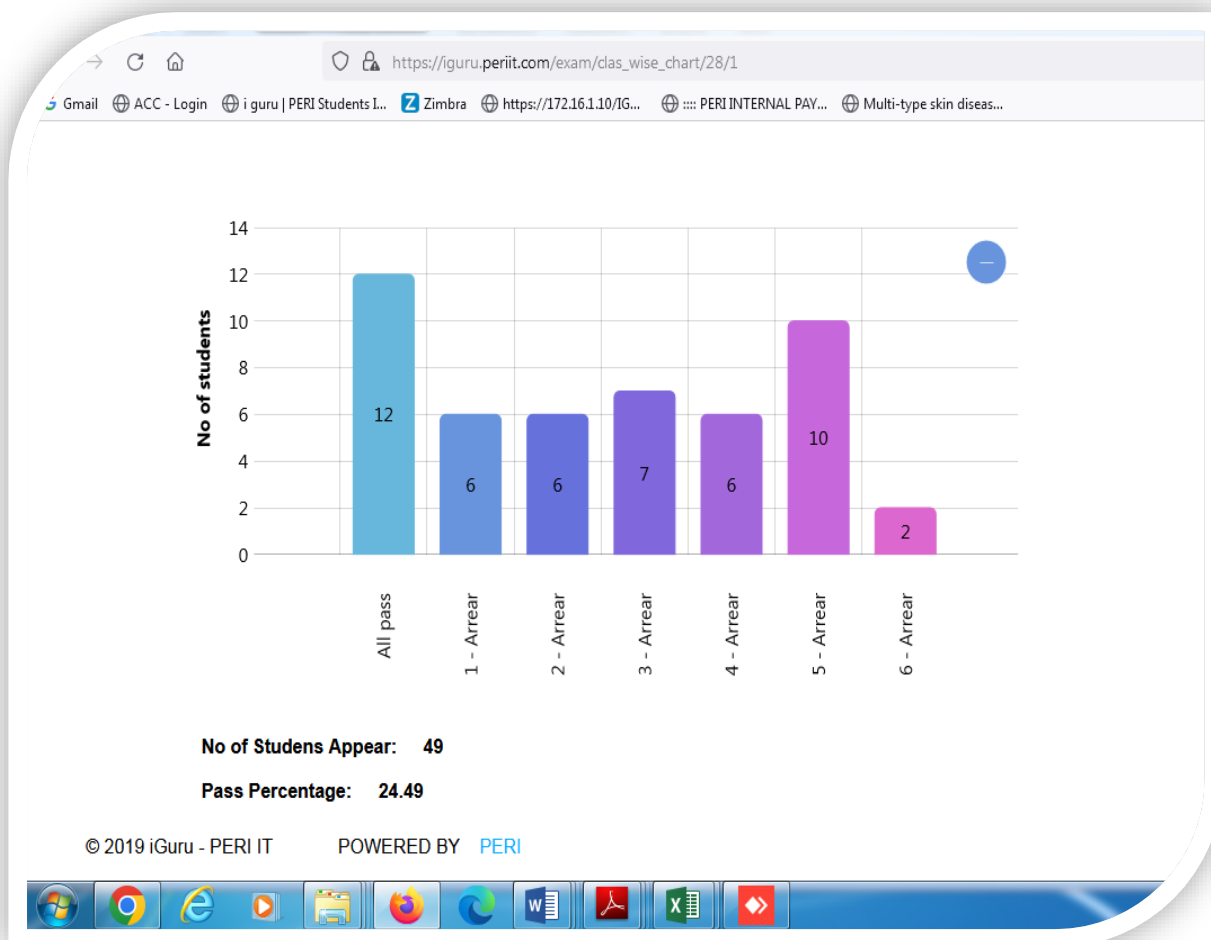 https://iguru.periit.com/exam/clas_wise_chart/28/1
Gmail ACC - Login i guru | PERI Students I... Zimbra https://172.16.1.10/IG... :::: PERI INTERNAL PAY... Multi-type skin diseas...
14
12
10
8
6
4
2
0
No of students
12
6
6
7
6
10
2
All pass
1 - Arrear
2 - Arrear
3 - Arrear
4 - Arrear
5 - Arrear
6 - Arrear
No of Studens Appear: 49
Pass Percentage: 24.49
© 2019 iGuru - PERI IT POWERED BY PERI